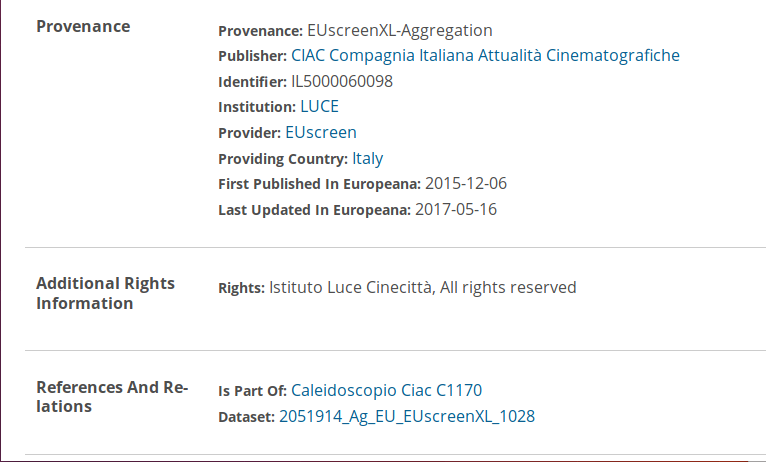 Provenance
Provenance: EUscreenXL-Aggregation
Publisher: CIAC Compagnia Italiana Attualità Cinematografiche
Identifier: IL5000060098
Institution: LUCE
Provider: EUscreen
Providing Country: Italy
First Published In Europeana: 2015-12-06
Last Updated In Europeana: 2017-05-16
Additional Rights
Information
Rights: Istituto Luce Cinecittà, All rights reserved
References And Re-
lations
Is Part Of: Caleidoscopio Ciac C1170
Dataset: 2051914_Ag_EU_EUscreenXL_1028